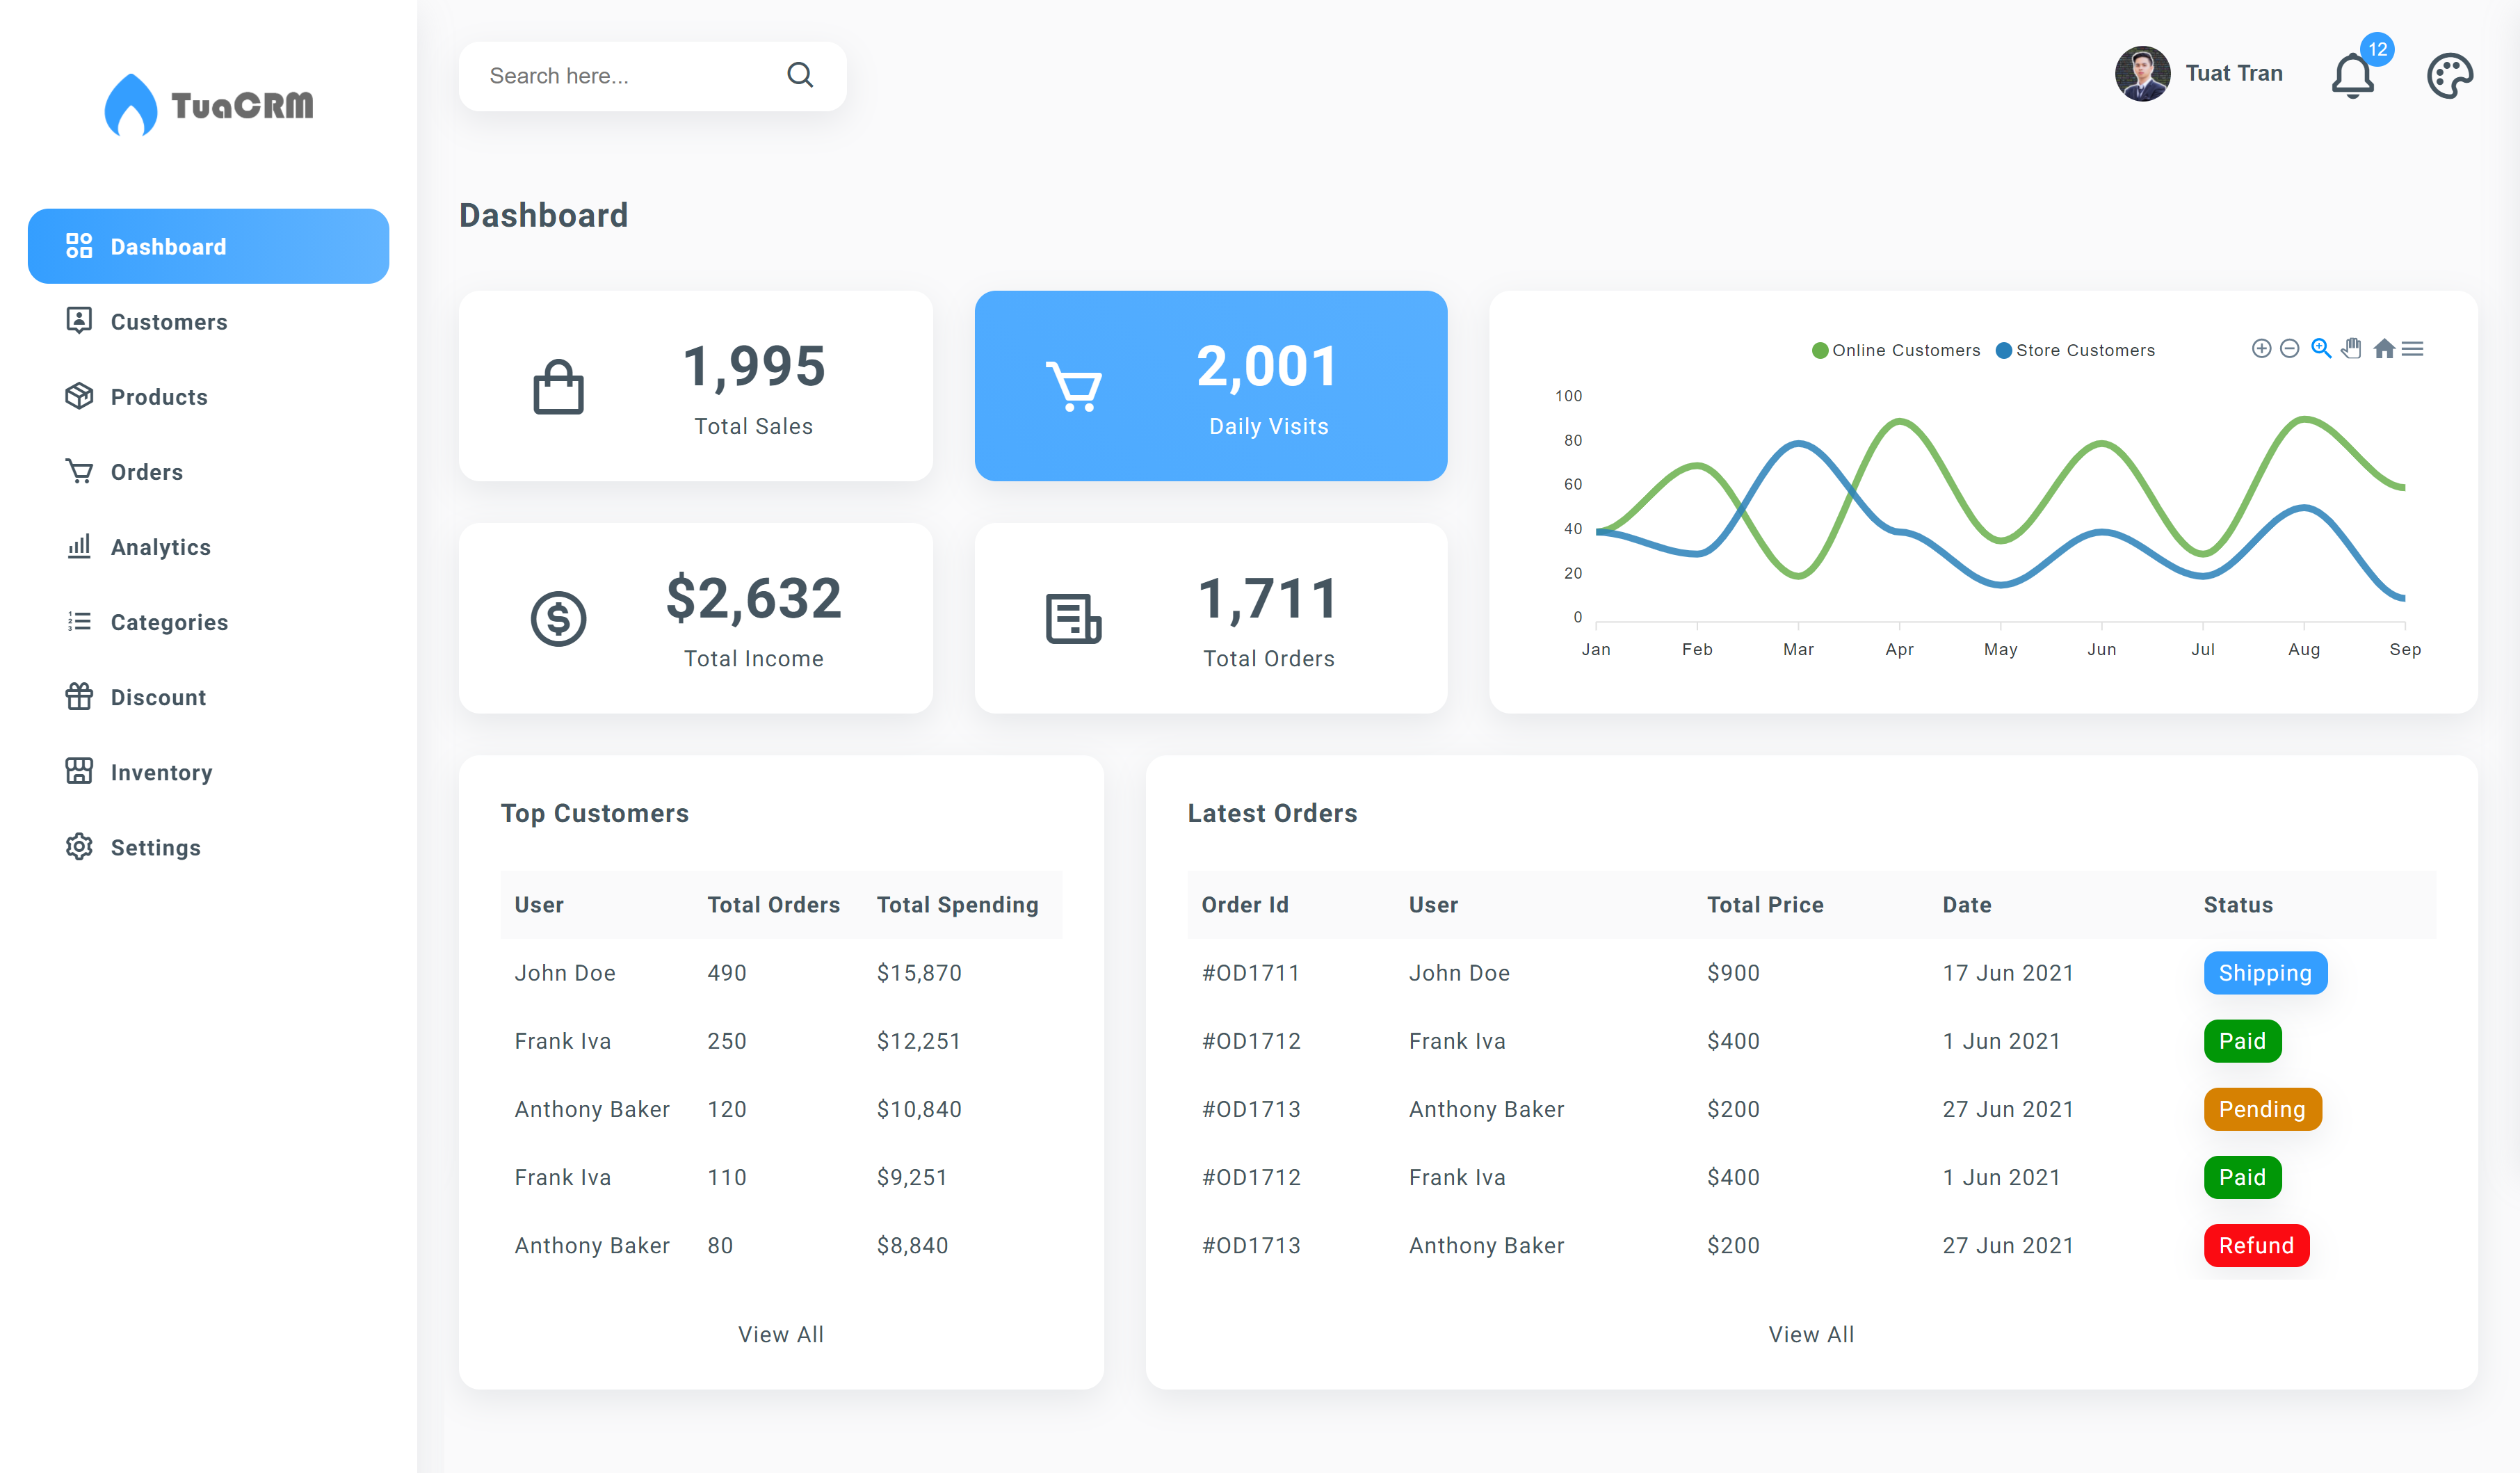 TuaCRM
Dashboard
Customers
Products
Orders
Analytics
Categories
Discount
Inventory
Settings
Search here...
Tuat Tran
12
Dashboard
1,995
Total Sales
2,001
Daily Visits
$2,632
Total Income
1,711
Total Orders
Online Customers Store Customers
100
80
60
40
20
0
Jan Feb Mar Apr May Jun Jul Aug Sep
Top Customers
User Total Orders Total Spending
John Doe 490 $15,870
Frank Iva 250 $12,251
Anthony Baker 120 $10,840
Frank Iva 110 $9,251
Anthony Baker 80 $8,840
View All
Latest Orders
Order Id User Total Price Date Status
#OD1711 John Doe $900 17 Jun 2021 Shipping
#OD1712 Frank Iva $400 1 Jun 2021 Paid
#OD1713 Anthony Baker $200 27 Jun 2021 Pending
#OD1712 Frank Iva $400 1 Jun 2021 Paid
#OD1713 Anthony Baker $200 27 Jun 2021 Refund
View All